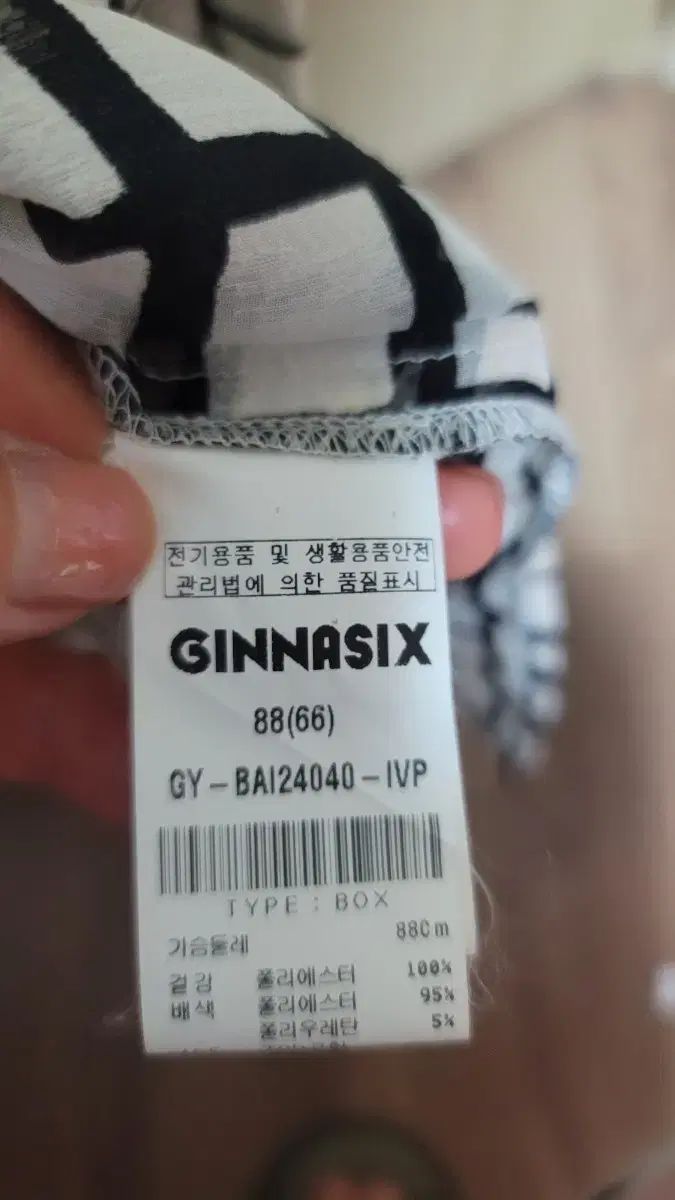 전기용품 및 생활용품안전
관리법에 의한 품질표시
GINNASIX
88(66)
GY-BAI24040-IVP
TYPE : BOX
가슴둘레 88Cm
겉감 폴리에스터 100%
배색 폴리에스터 95%
폴리우레탄 5%